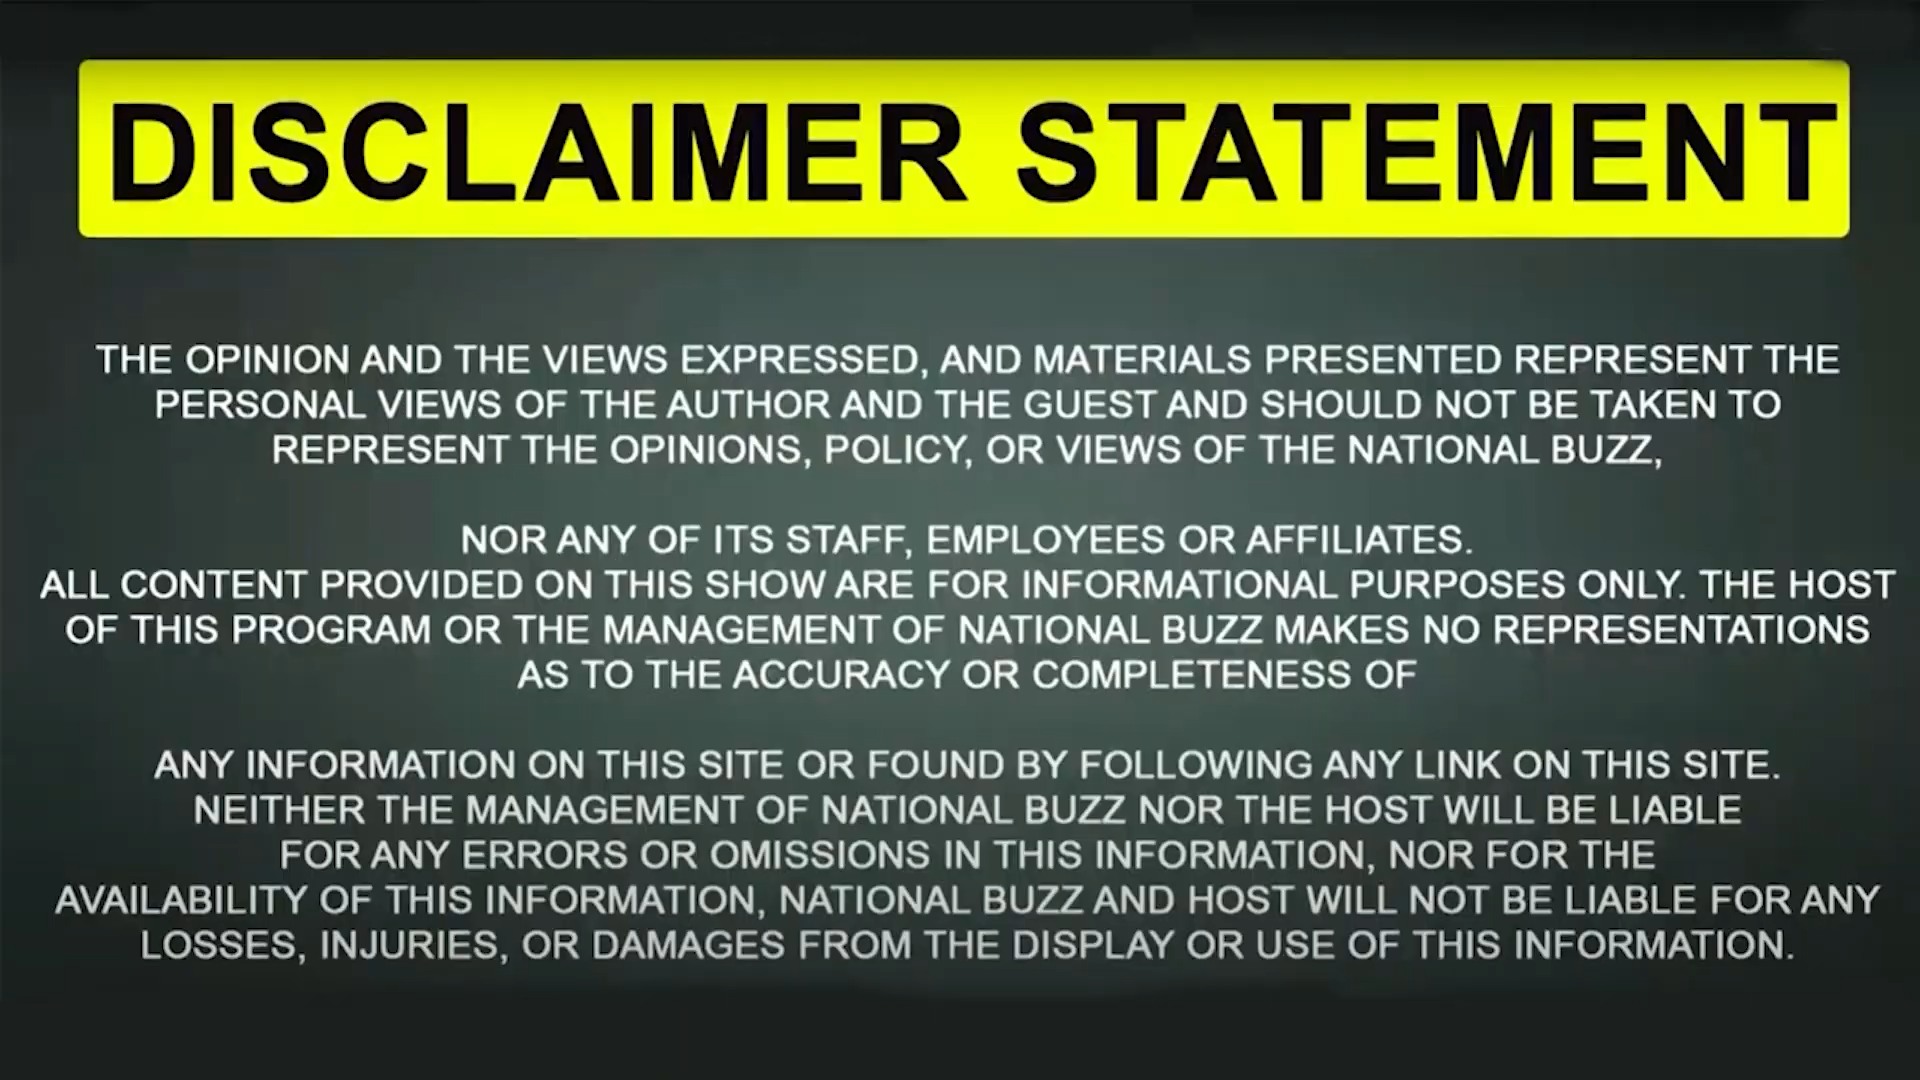 DISCLAIMER STATEMENT
THE OPINION AND THE VIEWS EXPRESSED, AND MATERIALS PRESENTED REPRESENT THE
PERSONAL VIEWS OF THE AUTHOR AND THE GUEST AND SHOULD NOT BE TAKEN TO
REPRESENT THE OPINIONS, POLICY, OR VIEWS OF THE NATIONAL BUZZ,
NOR ANY OF ITS STAFF, EMPLOYEES OR AFFILIATES.
ALL CONTENT PROVIDED ON THIS SHOW ARE FOR INFORMATIONAL PURPOSES ONLY. THE HOST
OF THIS PROGRAM OR THE MANAGEMENT OF NATIONAL BUZZ MAKES NO REPRESENTATIONS
AS TO THE ACCURACY OR COMPLETENESS OF
ANY INFORMATION ON THIS SITE OR FOUND BY FOLLOWING ANY LINK ON THIS SITE.
NEITHER THE MANAGEMENT OF NATIONAL BUZZ NOR THE HOST WILL BE LIABLE
FOR ANY ERRORS OR OMISSIONS IN THIS INFORMATION, NOR FOR THE
AVAILABILITY OF THIS INFORMATION, NATIONAL BUZZ AND HOST WILL NOT BE LIABLE FOR ANY
LOSSES, INJURIES, OR DAMAGES FROM THE DISPLAY OR USE OF THIS INFORMATION.